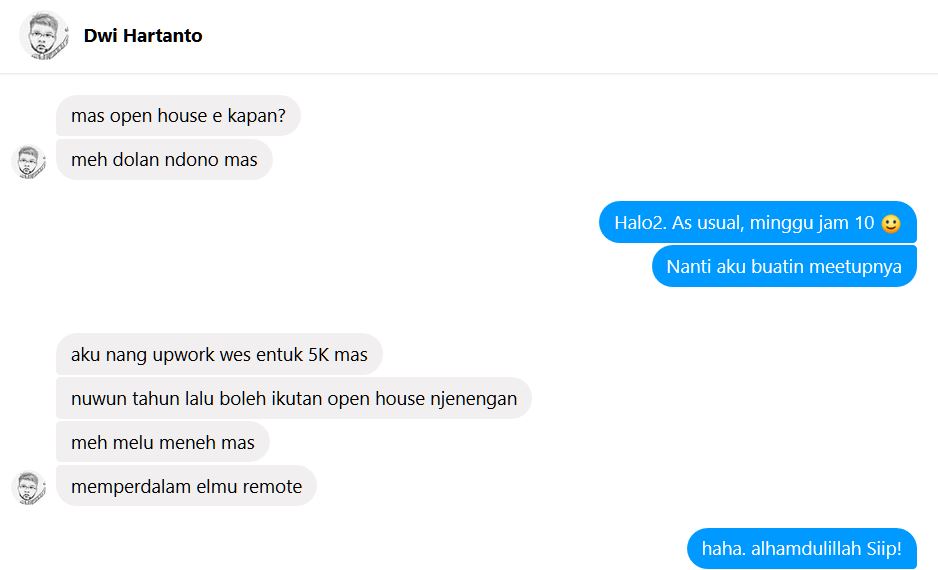 Dwi Hartanto
mas open house e kapan?
meh dolan ndono mas
Halo2. As usual, minggu jam 10 🙂
Nanti aku buatin meetupnya
aku nang upwork wes entuk 5K mas
nuwun tahun lalu boleh ikutan open house njenengan
meh melu meneh mas
memperdalam elmu remote
haha. alhamdulillah Siip!